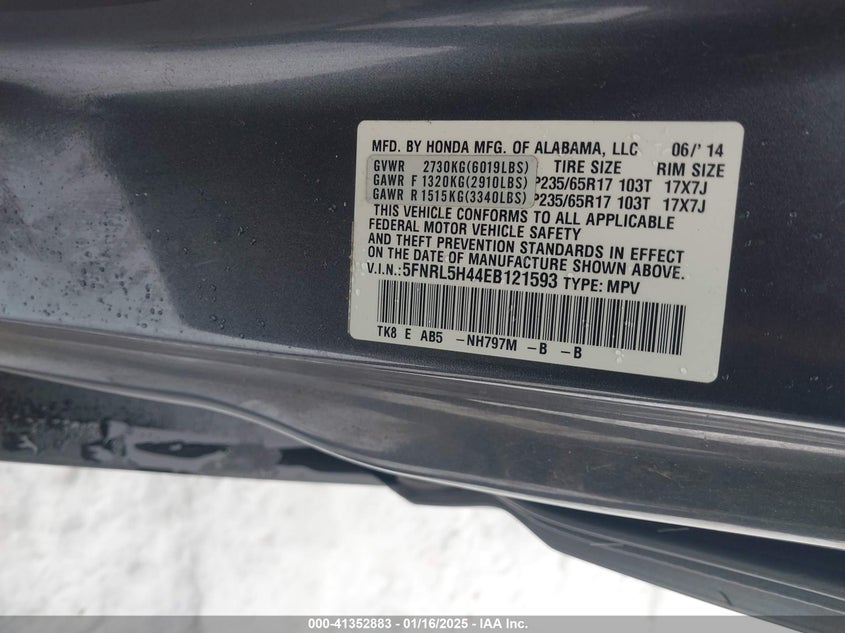 MFD. BY HONDA MFG. OF ALABAMA, LLC 06/' 14
GVWR 2730KG(6019LBS) TIRE SIZE RIM SIZE
GAWR F 1320KG(2910LBS) P235/65R17 103T 17X7J
GAWR R 1515KG(3340LBS) P235/65R17 103T 17X7J
THIS VEHICLE CONFORMS TO ALL APPLICABLE
FEDERAL MOTOR VEHICLE SAFETY
AND THEFT PREVENTION STANDARDS IN EFFECT
ON THE DATE OF MANUFACTURE SHOWN ABOVE.
V.I.N.:5FNRL5H44EB121593 TYPE: MPV
TK8 E AB5 -NH797M -B -B
000-41352883 / 01/16/2025 - IAA Inc.